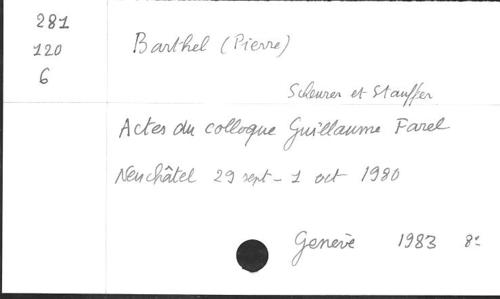 281
120
6
Barthel (Pierre)
Scheurer et Stauffer
Actes du colloque Guillaume Farel
Neuchâtel 29 sept - 1 oct 1980
Genève 1983 8°